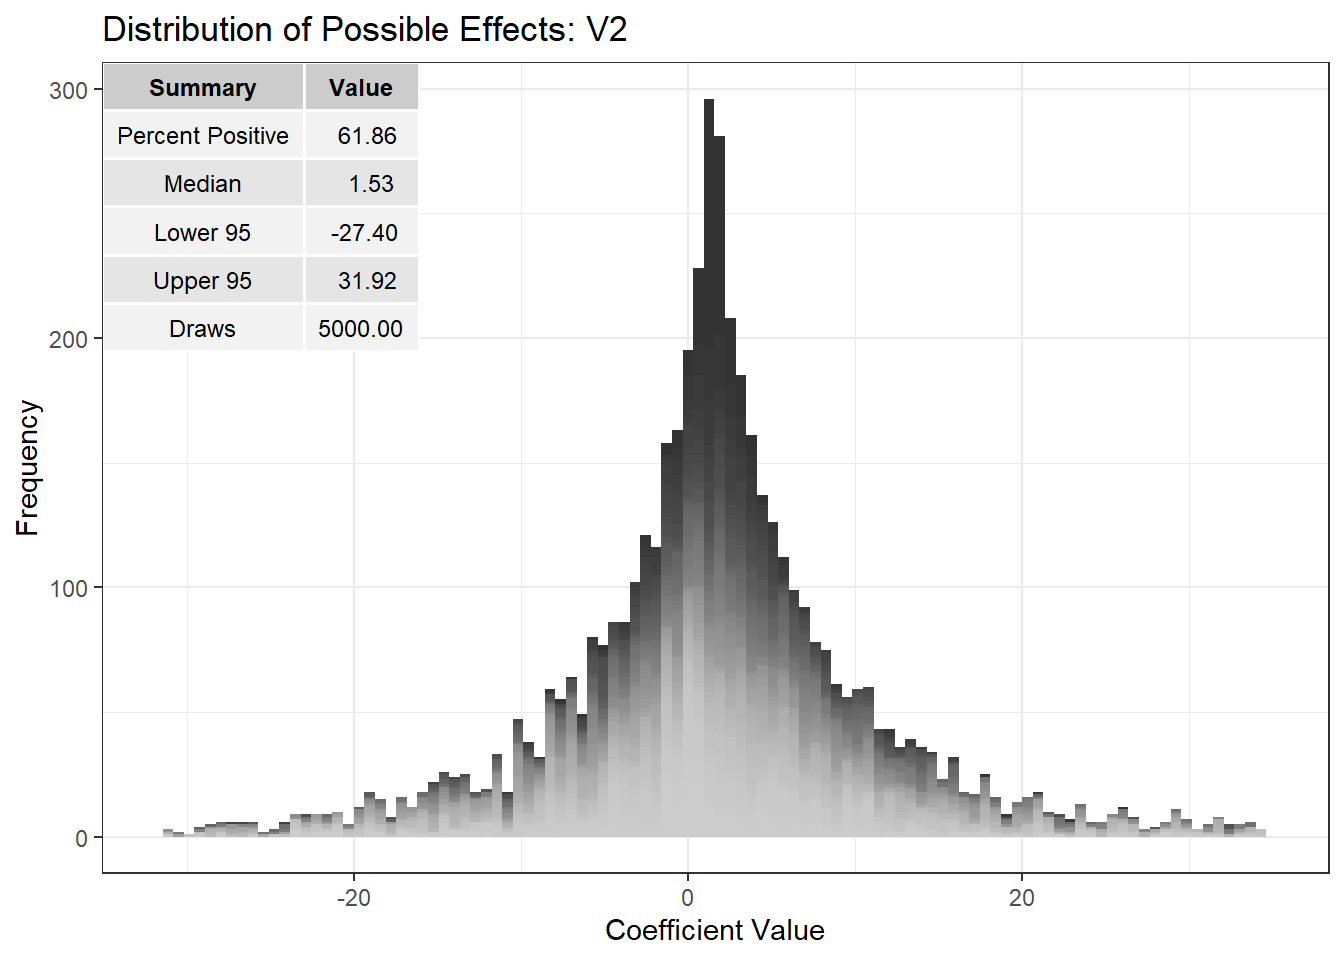 Distribution of Possible Effects: V2
Summary Value
Percent Positive 61.86
Median 1.53
Lower 95 -27.40
Upper 95 31.92
Draws 5000.00
300
200
100
0
Frequency
-20 0 20
Coefficient Value